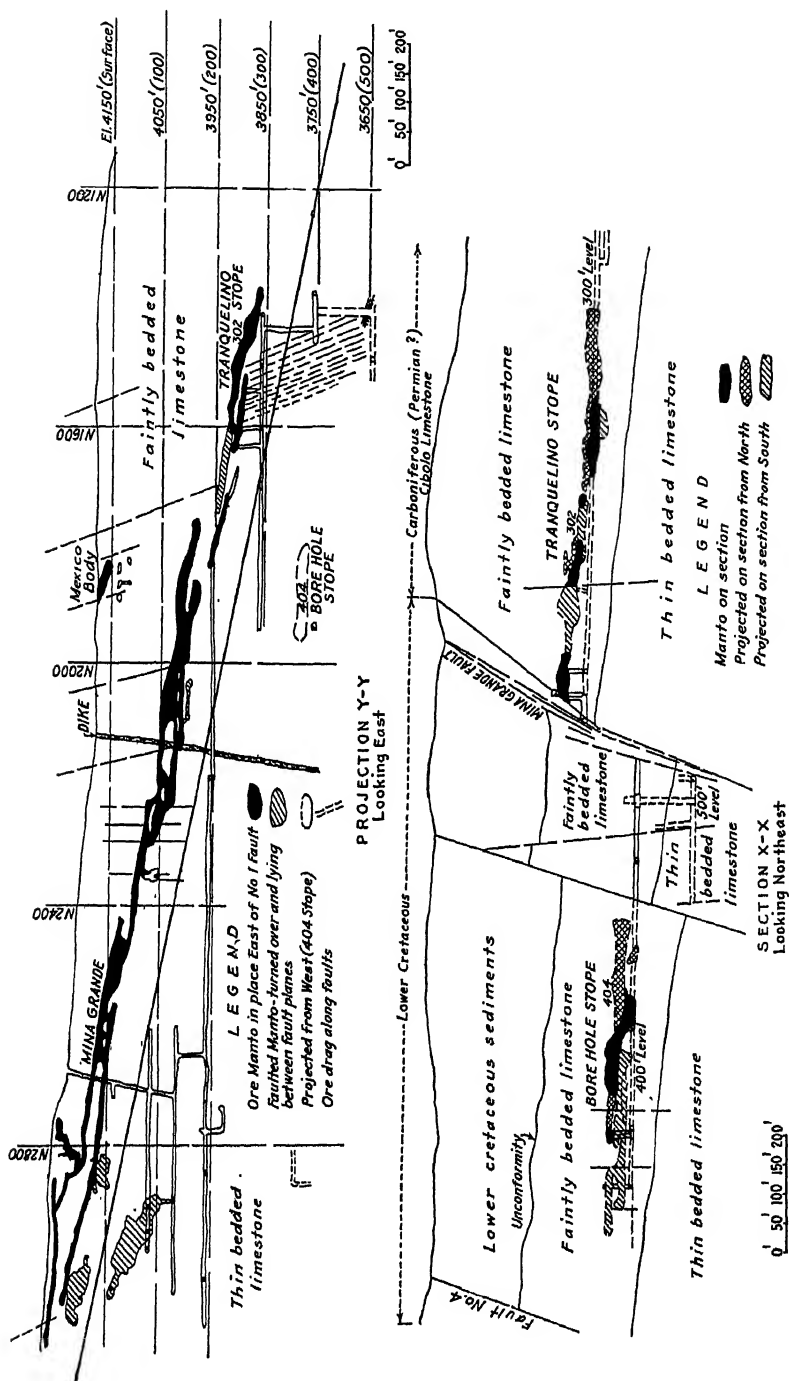 El.4150'(Surface)
4050'(100)
3950'(200)
3850'(300)
3750'(400)
3650'(500)
0' 50' 100' 150' 200'
N2800
N2400
N2000
N1600
N1200
MINA GRANDE
DIKE
Mexico
Body
Faintly bedded
limestone
TRANQUELINO
302 STOPE
404
BORE HOLE
STOPE
Thin bedded
limestone
LEGEND
Ore Manto in place East of No 1 Fault
Faulted Manto-turned over and lying
between fault planes
Projected from West (404 Stope)
Ore drag along faults
PROJECTION Y-Y
Looking East
Lower Cretaceous
Carboniferous (Permian ?)
Cibolo Limestone
Fault No.4
Lower cretaceous sediments
Unconformity
Faintly bedded limestone
BORE HOLE STOPE
404
400' Level
Thin bedded limestone
MINA GRANDE FAULT
Faintly
bedded
limestone
Thin
bedded
limestone
300'
Level
Faintly bedded limestone
TRANQUELINO STOPE
302
300' Level
Thin bedded limestone
LEGEND
Manto on section
Projected on section from North
Projected on section from South
0' 50' 100' 150' 200'
SECTION X-X
Looking Northeast